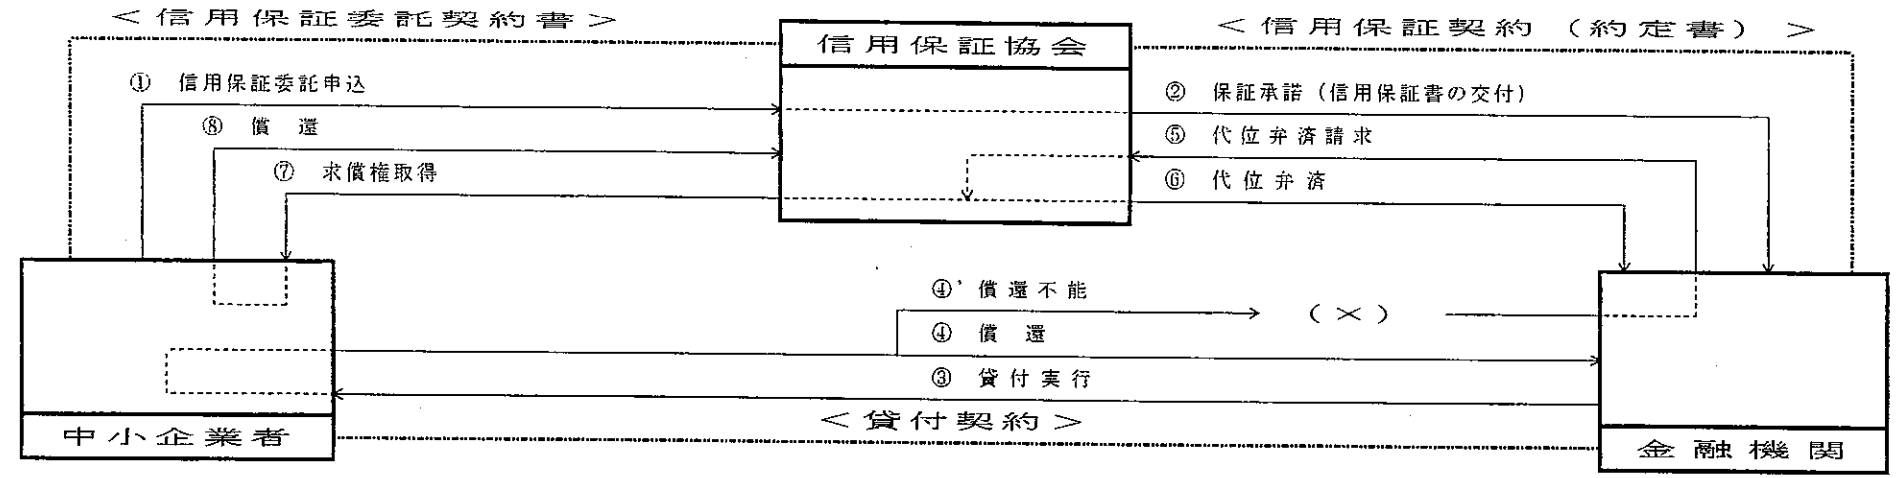 ＜信用保証委託契約書＞
信用保証協会
＜信用保証契約（約定書）＞
① 信用保証委託申込
② 保証承諾（信用保証書の交付）
⑧ 償還
⑤ 代位弁済請求
⑦ 求償権取得
⑥ 代位弁済
④’償還不能
（×）
④ 償還
③ 貸付実行
＜貸付契約＞
中小企業者
金融機関